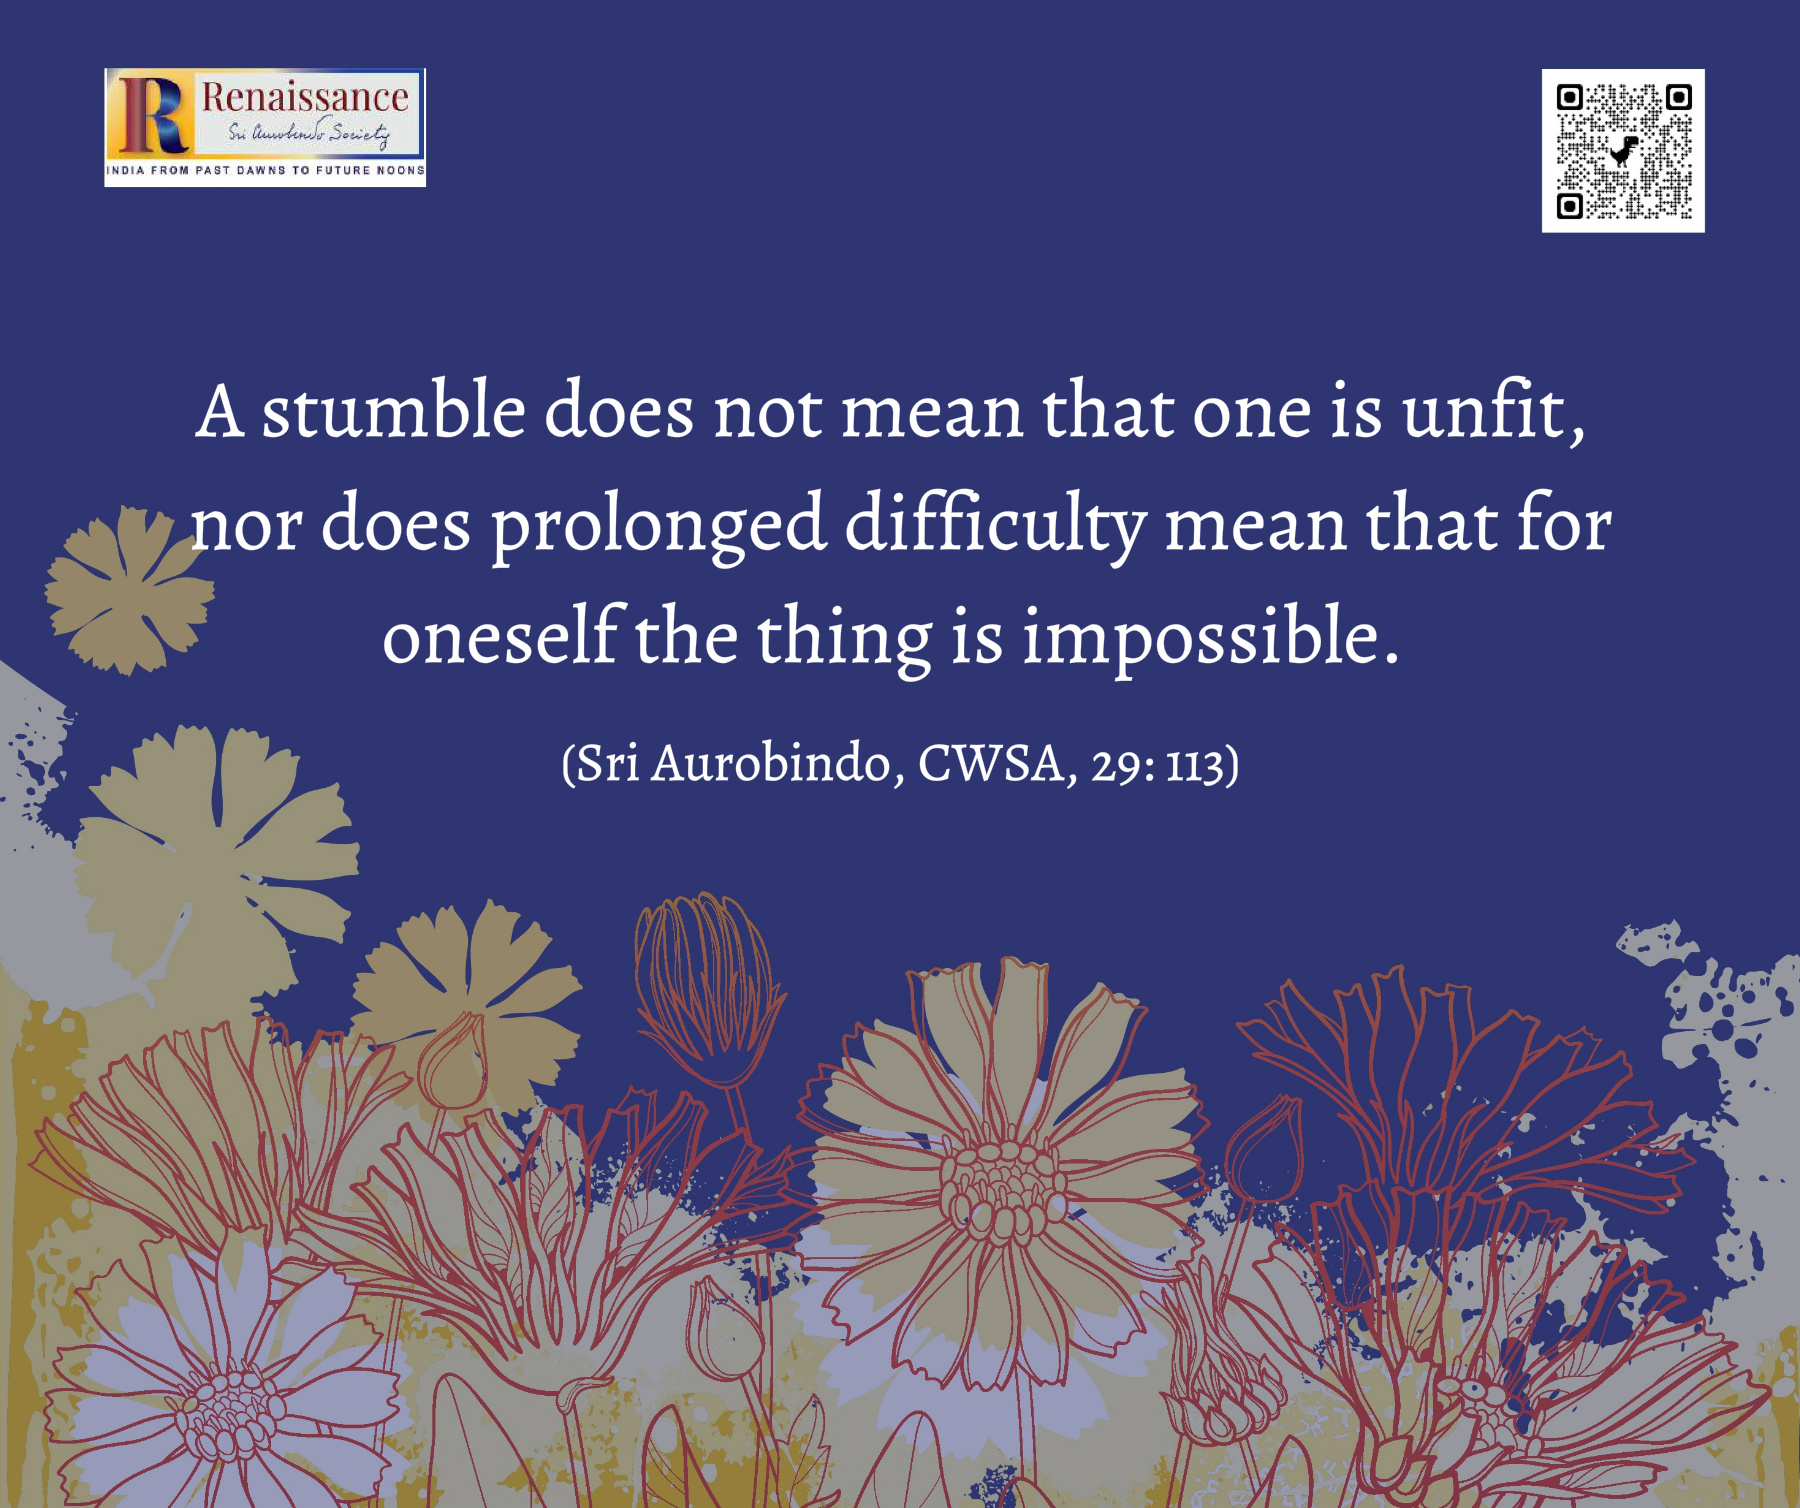 R
Renaissance
Sri Aurobindo Society
INDIA FROM PAST DAWNS TO FUTURE NOONS
A stumble does not mean that one is unfit,
nor does prolonged difficulty mean that for
oneself the thing is impossible.
(Sri Aurobindo, CWSA, 29: 113)